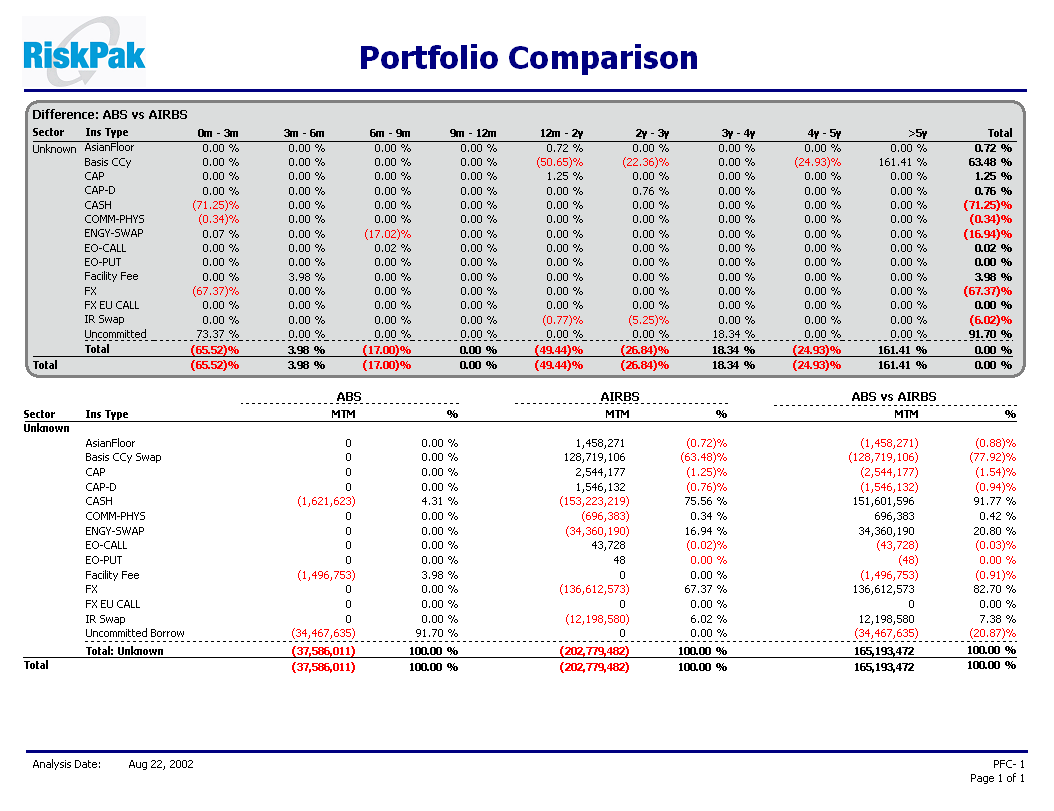 RiskPak
Portfolio Comparison
Difference: ABS vs AIRBS
Sector Ins Type 0m - 3m 3m - 6m 6m - 9m 9m - 12m 12m - 2y 2y - 3y 3y - 4y 4y - 5y >5y Total
Unknown AsianFloor 0.00 % 0.00 % 0.00 % 0.00 % 0.72 % 0.00 % 0.00 % 0.00 % 0.00 % 0.72 %
Basis CCy 0.00 % 0.00 % 0.00 % 0.00 % (50.65)% (22.36)% 0.00 % (24.93)% 161.41 % 63.48 %
CAP 0.00 % 0.00 % 0.00 % 0.00 % 1.25 % 0.00 % 0.00 % 0.00 % 0.00 % 1.25 %
CAP-D 0.00 % 0.00 % 0.00 % 0.00 % 0.00 % 0.76 % 0.00 % 0.00 % 0.00 % 0.76 %
CASH (71.25)% 0.00 % 0.00 % 0.00 % 0.00 % 0.00 % 0.00 % 0.00 % 0.00 % (71.25)%
COMM-PHYS (0.34)% 0.00 % 0.00 % 0.00 % 0.00 % 0.00 % 0.00 % 0.00 % 0.00 % (0.34)%
ENGY-SWAP 0.07 % 0.00 % (17.02)% 0.00 % 0.00 % 0.00 % 0.00 % 0.00 % 0.00 % (16.94)%
EO-CALL 0.00 % 0.00 % 0.02 % 0.00 % 0.00 % 0.00 % 0.00 % 0.00 % 0.00 % 0.02 %
EO-PUT 0.00 % 0.00 % 0.00 % 0.00 % 0.00 % 0.00 % 0.00 % 0.00 % 0.00 % 0.00 %
Facility Fee 0.00 % 3.98 % 0.00 % 0.00 % 0.00 % 0.00 % 0.00 % 0.00 % 0.00 % 3.98 %
FX (67.37)% 0.00 % 0.00 % 0.00 % 0.00 % 0.00 % 0.00 % 0.00 % 0.00 % (67.37)%
FX EU CALL 0.00 % 0.00 % 0.00 % 0.00 % 0.00 % 0.00 % 0.00 % 0.00 % 0.00 % 0.00 %
IR Swap 0.00 % 0.00 % 0.00 % 0.00 % (0.77)% (5.25)% 0.00 % 0.00 % 0.00 % (6.02)%
Uncommitted 73.37 % 0.00 % 0.00 % 0.00 % 0.00 % 0.00 % 18.34 % 0.00 % 0.00 % 91.70 %
Total (65.52)% 3.98 % (17.00)% 0.00 % (49.44)% (26.84)% 18.34 % (24.93)% 161.41 % 0.00 %
Total (65.52)% 3.98 % (17.00)% 0.00 % (49.44)% (26.84)% 18.34 % (24.93)% 161.41 % 0.00 %
ABS AIRBS ABS vs AIRBS
Sector Ins Type MTM % MTM % MTM %
Unknown
AsianFloor 0 0.00 % 1,458,271 (0.72)% (1,458,271) (0.88)%
Basis CCy Swap 0 0.00 % 128,719,106 (63.48)% (128,719,106) (77.92)%
CAP 0 0.00 % 2,544,177 (1.25)% (2,544,177) (1.54)%
CAP-D 0 0.00 % 1,546,132 (0.76)% (1,546,132) (0.94)%
CASH (1,621,623) 4.31 % (153,223,219) 75.56 % 151,601,596 91.77 %
COMM-PHYS 0 0.00 % (696,383) 0.34 % 696,383 0.42 %
ENGY-SWAP 0 0.00 % (34,360,190) 16.94 % 34,360,190 20.80 %
EO-CALL 0 0.00 % 43,728 (0.02)% (43,728) (0.03)%
EO-PUT 0 0.00 % 48 0.00 % (48) 0.00 %
Facility Fee (1,496,753) 3.98 % 0 0.00 % (1,496,753) (0.91)%
FX 0 0.00 % (136,612,573) 67.37 % 136,612,573 82.70 %
FX EU CALL 0 0.00 % 0 0.00 % 0 0.00 %
IR Swap 0 0.00 % (12,198,580) 6.02 % 12,198,580 7.38 %
Uncommitted Borrow (34,467,635) 91.70 % 0 0.00 % (34,467,635) (20.87)%
Total: Unknown (37,586,011) 100.00 % (202,779,482) 100.00 % 165,193,472 100.00 %
Total (37,586,011) 100.00 % (202,779,482) 100.00 % 165,193,472 100.00 %
Analysis Date: Aug 22, 2002 PFC- 1
Page 1 of 1